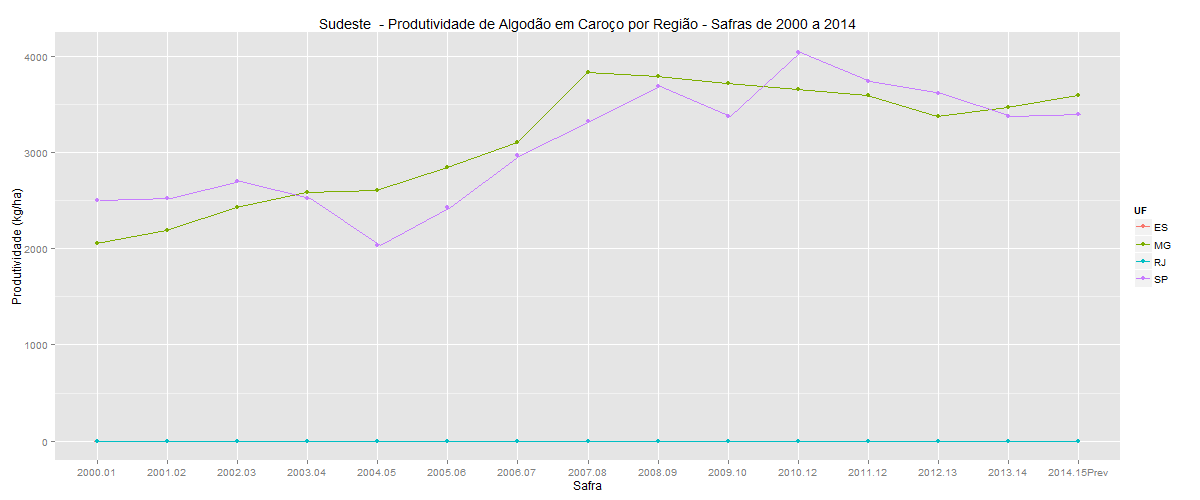 Sudeste  - Produtividade de Algodão em Caroço por Região - Safras de 2000 a 2014
Produtividade (kg/ha)
4000
3000
2000
1000
0
2000.01 2001.02 2002.03 2003.04 2004.05 2005.06 2006.07 2007.08 2008.09 2009.10 2010.12 2011.12 2012.13 2013.14 2014.15Prev
Safra
UF
ES
MG
RJ
SP